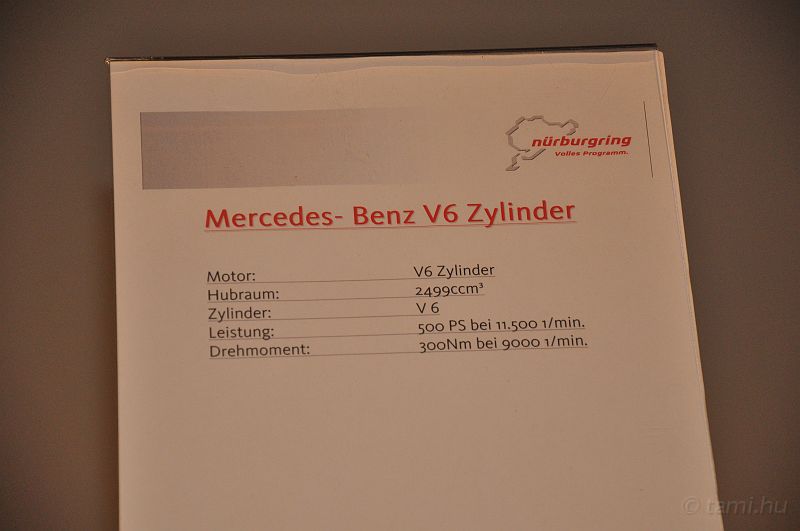 nürburgring
Volles Programm.
Mercedes- Benz V6 Zylinder
Motor: V6 Zylinder
Hubraum: 2499ccm³
Zylinder: V 6
Leistung: 500 PS bei 11.500 1/min.
Drehmoment: 300Nm bei 9000 1/min.
© tami.hu